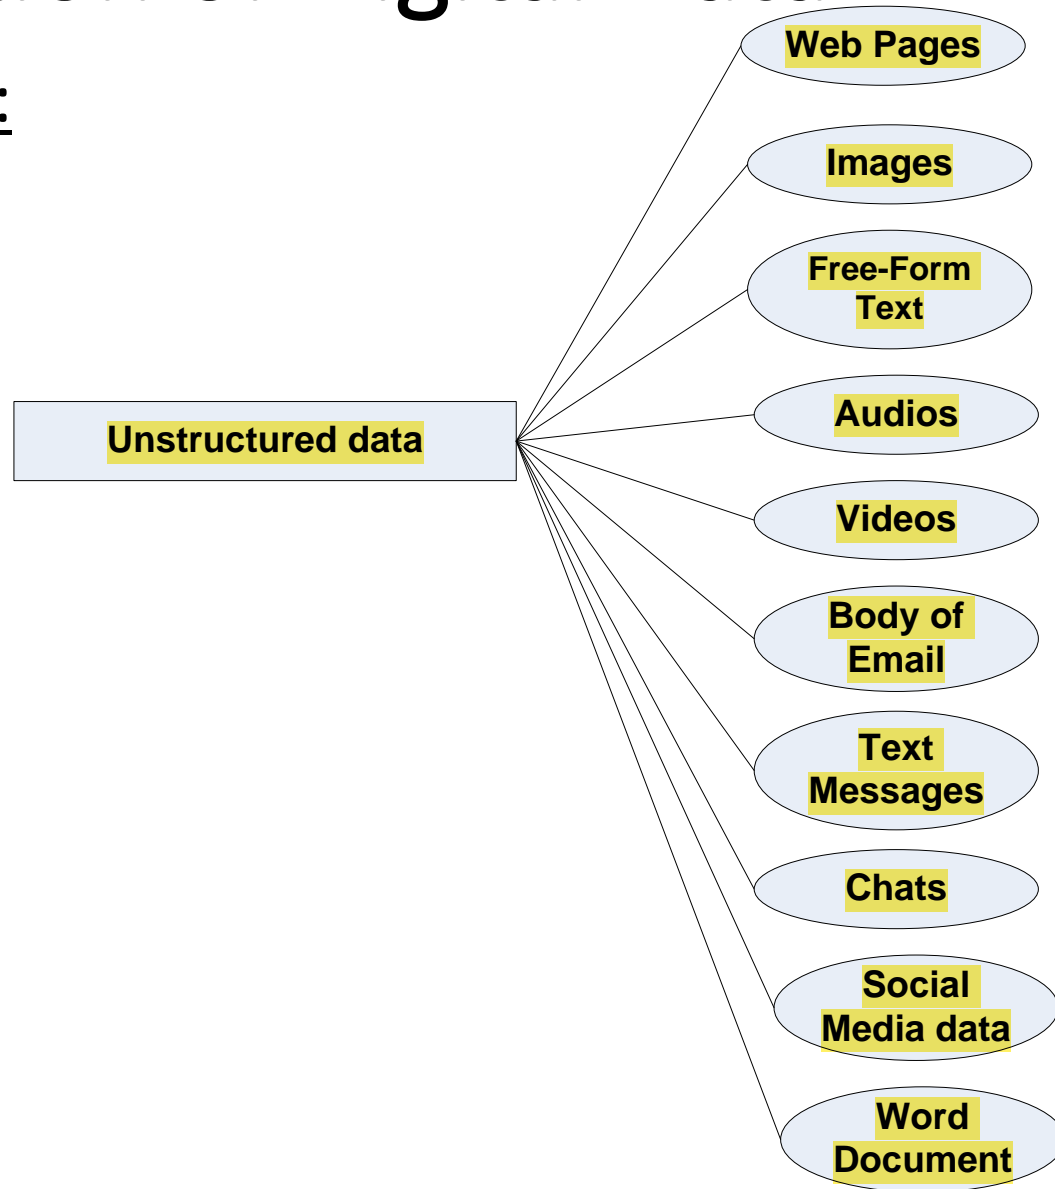 :
Web Pages
Images
Free-Form
Text
Audios
Unstructured data
Videos
Body of
Email
Text
Messages
Chats
Social
Media data
Word
Document